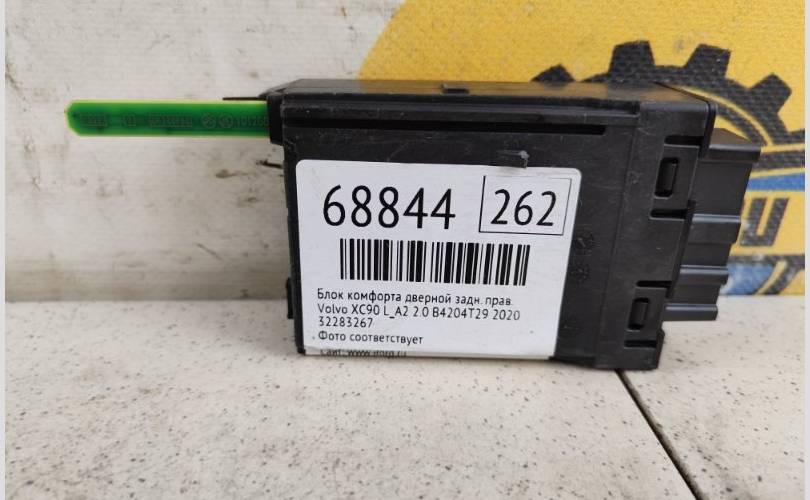 68844 262
Блок комфорта дверной задн. прав.
Volvo XC90 L_A2 2.0 B4204T29 2020
32283267
Фото соответствует